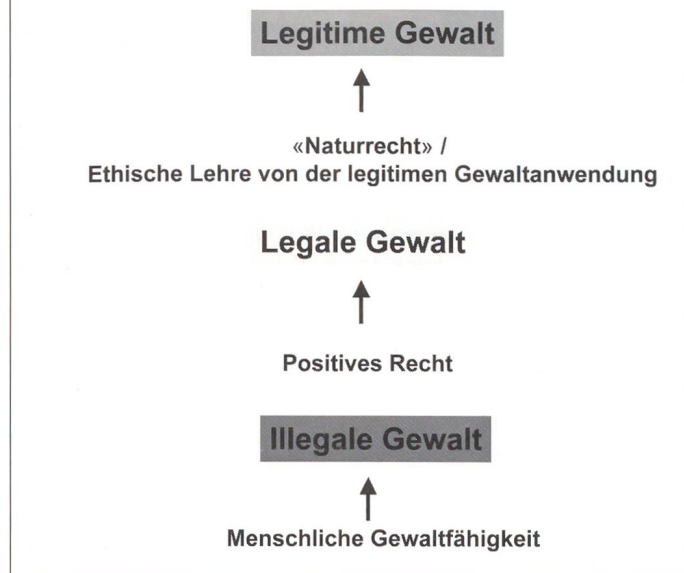 Legitime Gewalt
«Naturrecht» /
Ethische Lehre von der legitimen Gewaltanwendung
Legale Gewalt
Positives Recht
Illegale Gewalt
Menschliche Gewaltfähigkeit